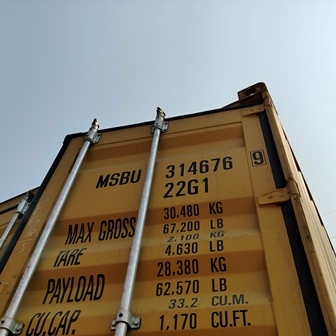 MSBU 314676 9
22G1
MAX GROSS 30.480 KG
67.200 LB
TARE 2.100 KG
4.630 LB
PAYLOAD 28.380 KG
62.570 LB
CU.CAP. 33.2 CU.M.
1.170 CU.FT.